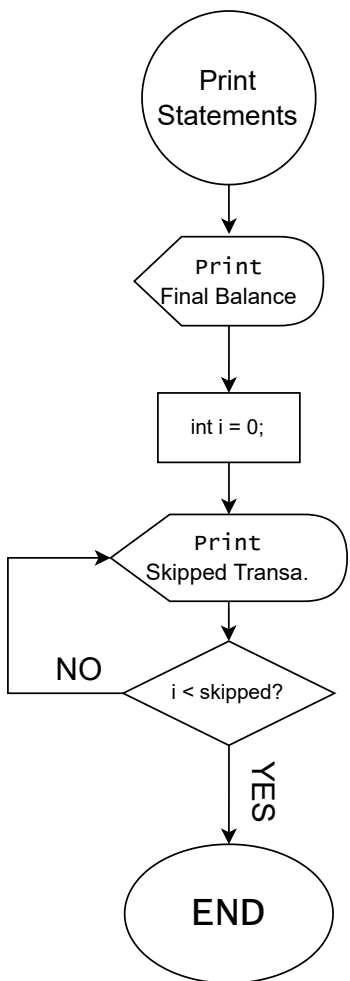 Print
Statements
Print
Final Balance
int i = 0;
Print
Skipped Transa.
NO
i < skipped?
YES
END